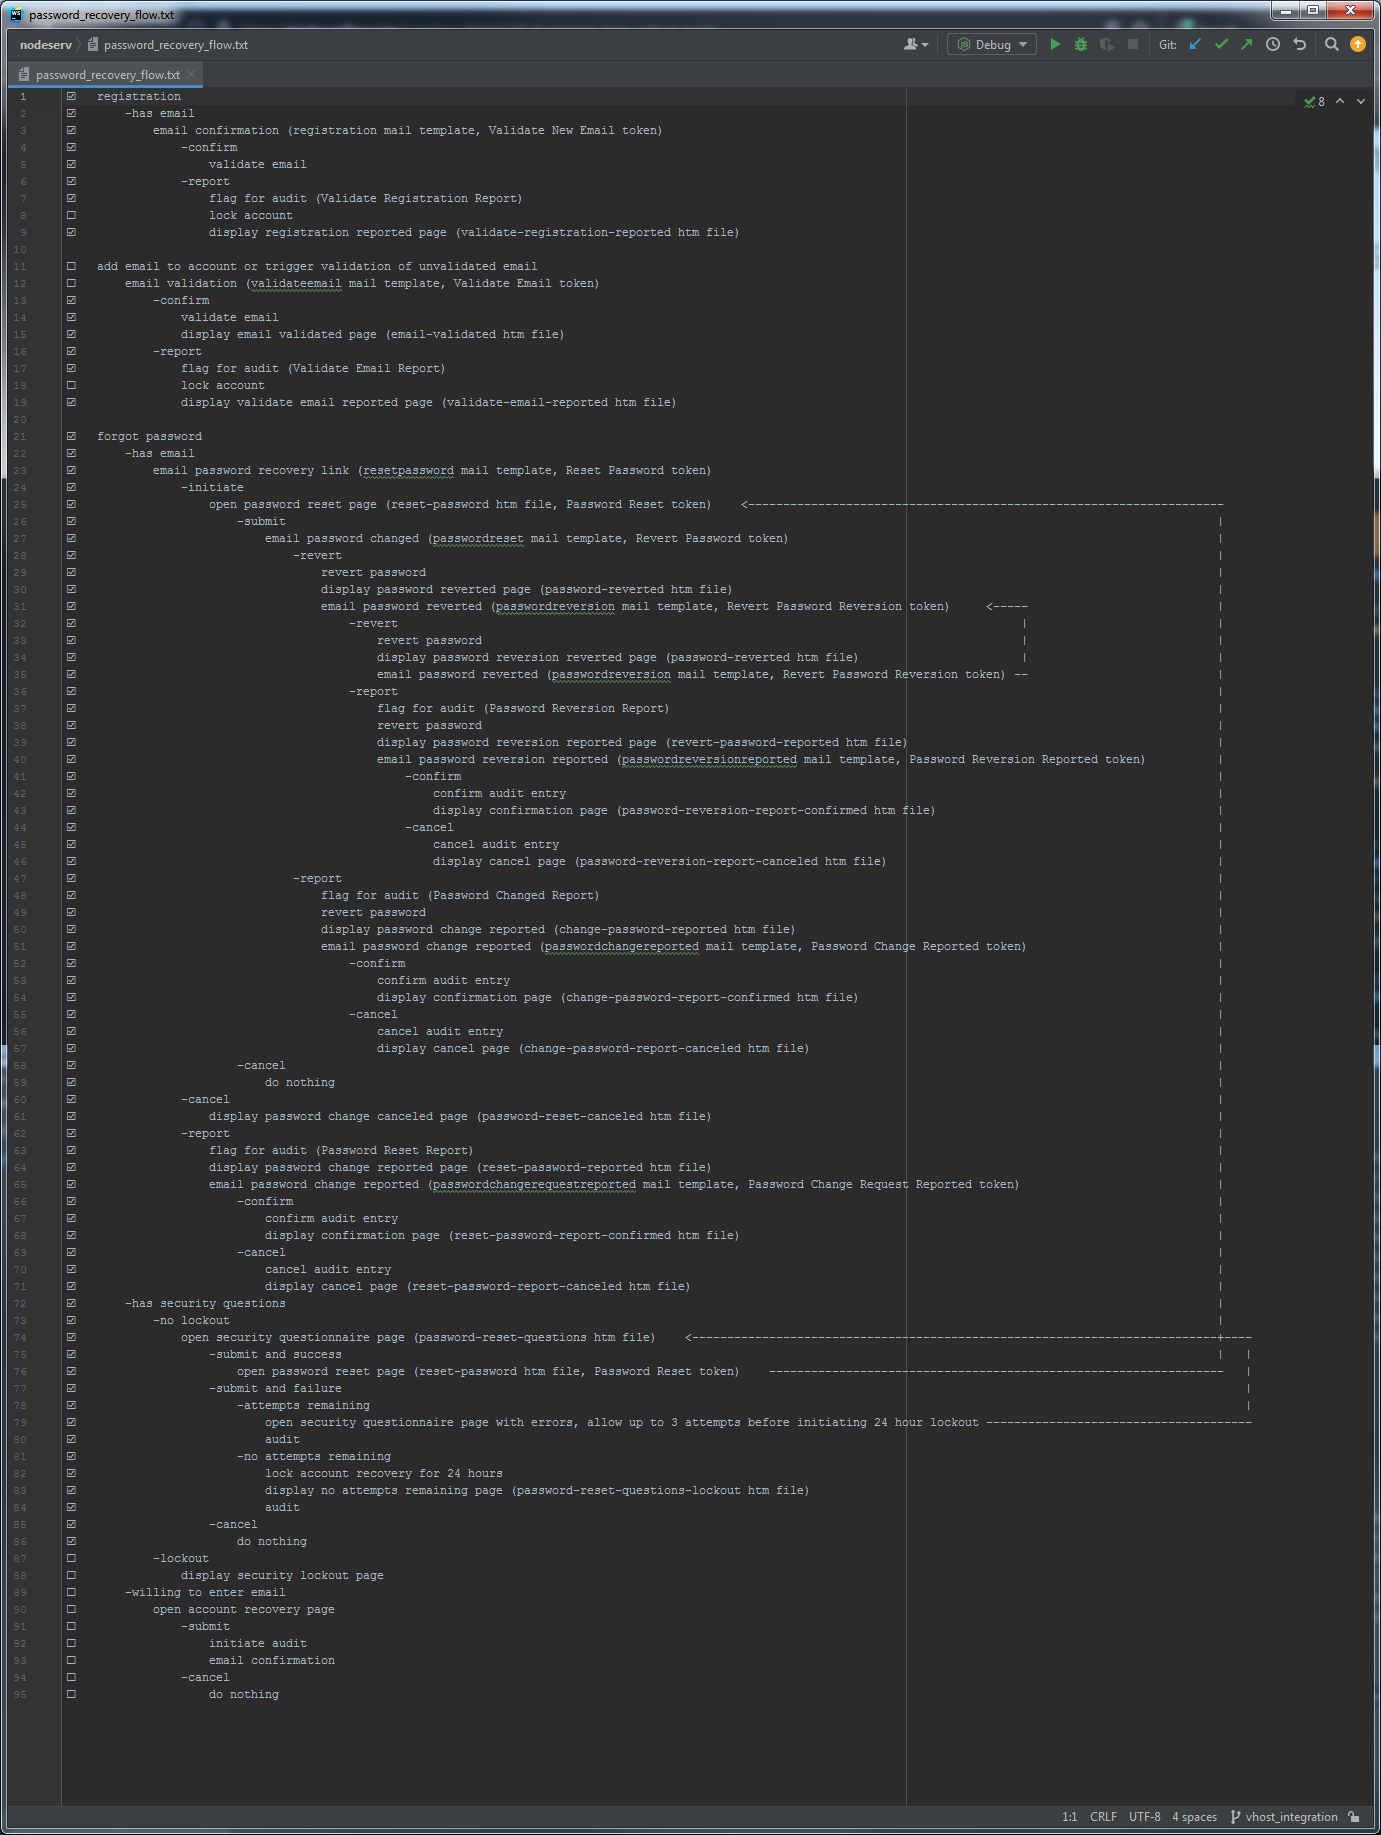 password_recovery_flow.txt
nodeserv password_recovery_flow.txt Debug Git:
password_recovery_flow.txt
8
1 ☑ registration
2 ☑ -has email
3 ☑ email confirmation (registration mail template, Validate New Email token)
4 ☑ -confirm
5 ☑ validate email
6 ☑ -report
7 ☑ flag for audit (Validate Registration Report)
8 ☐ lock account
9 ☑ display registration reported page (validate-registration-reported htm file)
10
11 ☐ add email to account or trigger validation of unvalidated email
12 ☐ email validation (validateemail mail template, Validate Email token)
13 ☑ -confirm
14 ☑ validate email
15 ☑ display email validated page (email-validated htm file)
16 ☑ -report
17 ☑ flag for audit (Validate Email Report)
18 ☐ lock account
19 ☑ display validate email reported page (validate-email-reported htm file)
20
21 ☑ forgot password
22 ☑ -has email
23 ☑ email password recovery link (resetpassword mail template, Reset Password token)
24 ☑ -initiate
25 ☑ open password reset page (reset-password htm file, Password Reset token) <--------------------------------------------------------------------
26 ☑ -submit |
27 ☑ email password changed (passwordreset mail template, Revert Password token) |
28 ☑ -revert |
29 ☑ revert password |
30 ☑ display password reverted page (password-reverted htm file) |
31 ☑ email password reverted (passwordreversion mail template, Revert Password Reversion token) <----- |
32 ☑ -revert | |
33 ☑ revert password | |
34 ☑ display password reversion reverted page (password-reverted htm file) | |
35 ☑ email password reverted (passwordreversion mail template, Revert Password Reversion token) -- |
36 ☑ -report |
37 ☑ flag for audit (Password Reversion Report) |
38 ☑ revert password |
39 ☑ display password reversion reported page (revert-password-reported htm file) |
40 ☑ email password reversion reported (passwordreversionreported mail template, Password Reversion Reported token) |
41 ☑ -confirm |
42 ☑ confirm audit entry |
43 ☑ display confirmation page (password-reversion-report-confirmed htm file) |
44 ☑ -cancel |
45 ☑ cancel audit entry |
46 ☑ display cancel page (password-reversion-report-canceled htm file) |
47 ☑ -report |
48 ☑ flag for audit (Password Changed Report) |
49 ☑ revert password |
50 ☑ display password change reported (change-password-reported htm file) |
51 ☑ email password change reported (passwordchangereported mail template, Password Change Reported token) |
52 ☑ -confirm |
53 ☑ confirm audit entry |
54 ☑ display confirmation page (change-password-report-confirmed htm file) |
55 ☑ -cancel |
56 ☑ cancel audit entry |
57 ☑ display cancel page (change-password-report-canceled htm file) |
58 ☑ -cancel |
59 ☑ do nothing |
60 ☑ -cancel |
61 ☑ display password change canceled page (password-reset-canceled htm file) |
62 ☑ -report |
63 ☑ flag for audit (Password Reset Report) |
64 ☑ display password change reported page (reset-password-reported htm file) |
65 ☑ email password change reported (passwordchangerequestreported mail template, Password Change Request Reported token) |
66 ☑ -confirm |
67 ☑ confirm audit entry |
68 ☑ display confirmation page (reset-password-report-confirmed htm file) |
69 ☑ -cancel |
70 ☑ cancel audit entry |
71 ☑ display cancel page (reset-password-report-canceled htm file) |
72 ☑ -has security questions |
73 ☑ -no lockout |
74 ☑ open security questionnaire page (password-reset-questions htm file) <---------------------------------------------------------------------------+----
75 ☑ -submit and success | |
76 ☑ open password reset page (reset-password htm file, Password Reset token) ----------------------------------------------------------------- |
77 ☑ -submit and failure |
78 ☑ -attempts remaining |
79 ☑ open security questionnaire page with errors, allow up to 3 attempts before initiating 24 hour lockout --------------------------------------
80 ☑ audit
81 ☑ -no attempts remaining
82 ☑ lock account recovery for 24 hours
83 ☑ display no attempts remaining page (password-reset-questions-lockout htm file)
84 ☑ audit
85 ☑ -cancel
86 ☑ do nothing
87 ☐ -lockout
88 ☐ display security lockout page
89 ☐ -willing to enter email
90 ☐ open account recovery page
91 ☐ -submit
92 ☐ initiate audit
93 ☐ email confirmation
94 ☐ -cancel
95 ☐ do nothing
1:1 CRLF UTF-8 4 spaces vhost_integration